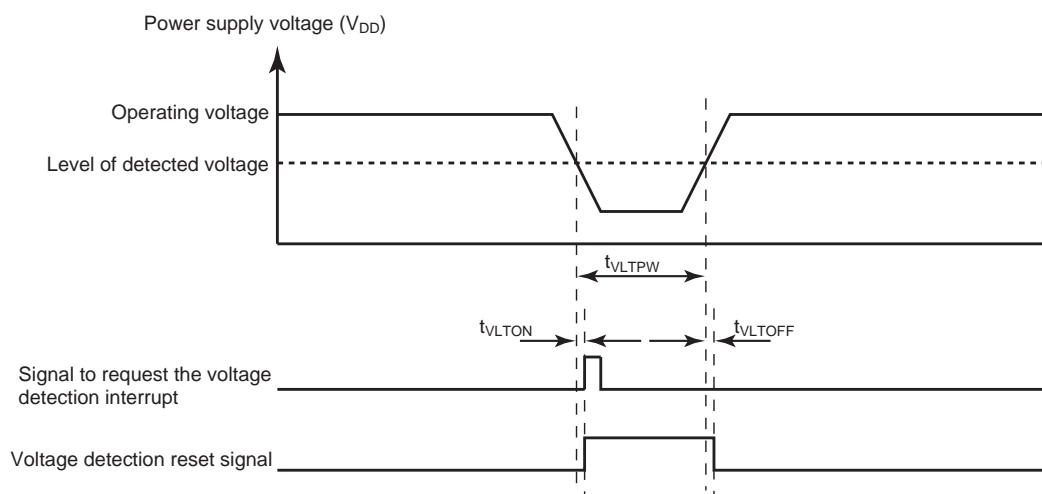 Power supply voltage (VDD)
Operating voltage
Level of detected voltage
tVLTPW
tVLTON
tVLTOFF
Signal to request the voltage
detection interrupt
Voltage detection reset signal